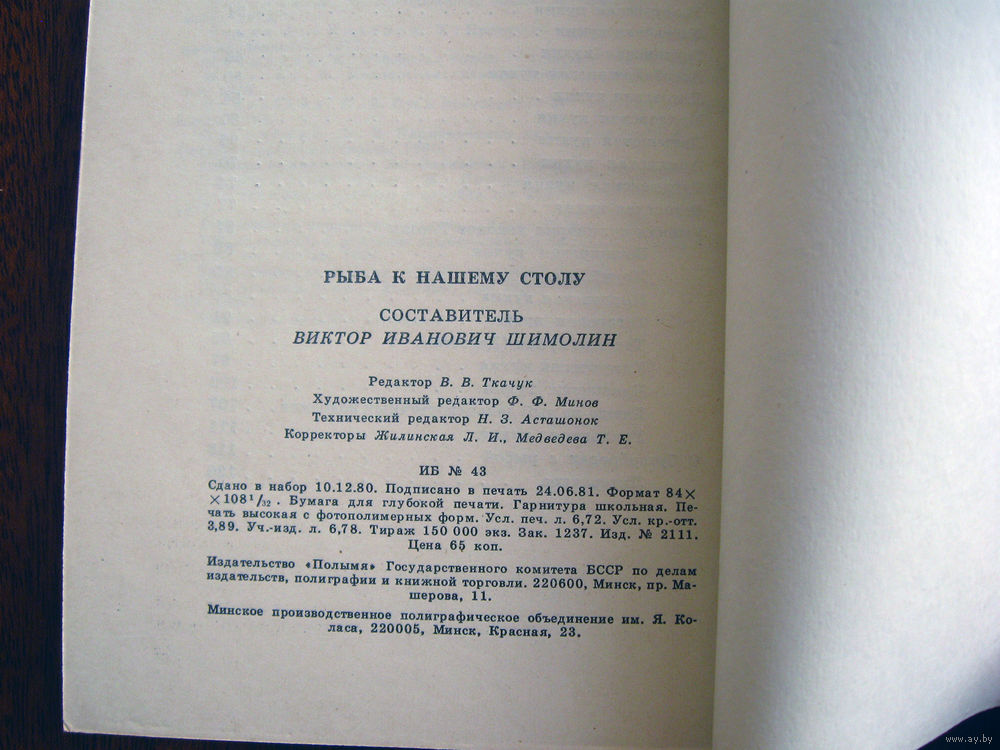 РЫБА К НАШЕМУ СТОЛУ
СОСТАВИТЕЛЬ
ВИКТОР ИВАНОВИЧ ШИМОЛИН
Редактор В. В. Ткачук
Художественный редактор Ф. Ф. Минов
Технический редактор Н. З. Асташонок
Корректоры Жилинская Л. И., Медведева Т. Е.
ИБ № 43
Сдано в набор 10.12.80. Подписано в печать 24.06.81. Формат 84×
×108¹/₃₂. Бумага для глубокой печати. Гарнитура школьная. Пе-
чать высокая с фотополимерных форм. Усл. печ. л. 6,72. Усл. кр.-отт.
3,89. Уч.-изд. л. 6,78. Тираж 150 000 экз. Зак. 1237. Изд. № 2111.
Цена 65 коп.
Издательство «Полымя» Государственного комитета БССР по делам
издательств, полиграфии и книжной торговли. 220600, Минск, пр. Ма-
шерова, 11.
Минское производственное полиграфическое объединение им. Я. Ко-
ласа, 220005, Минск, Красная, 23.
www.ay.by